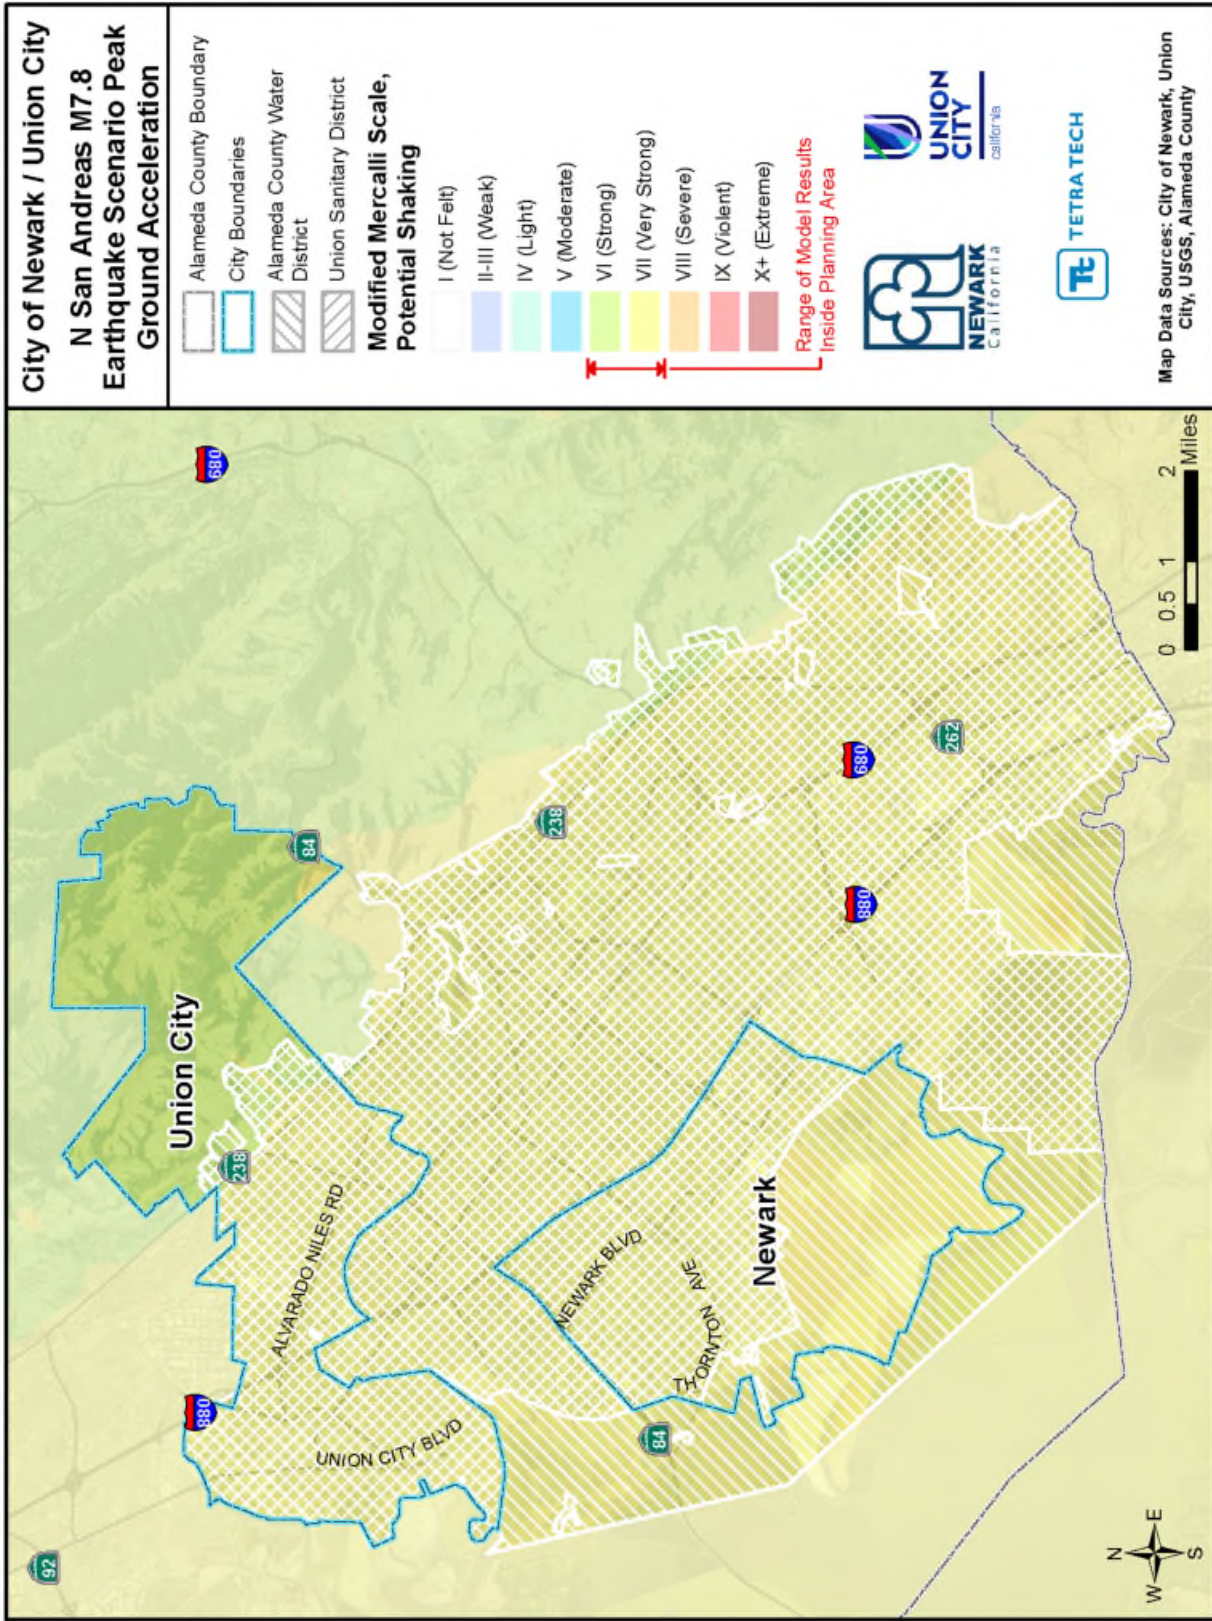 City of Newark / Union City
N San Andreas M7.8
Earthquake Scenario Peak
Ground Acceleration
Alameda County Boundary
City Boundaries
Alameda County Water
District
Union Sanitary District
Modified Mercalli Scale,
Potential Shaking
I (Not Felt)
II-III (Weak)
IV (Light)
V (Moderate)
VI (Strong)
VII (Very Strong)
VIII (Severe)
IX (Violent)
X+ (Extreme)
Range of Model Results
Inside Planning Area
NEWARK
California
UNION
CITY
california
Tt TETRA TECH
Map Data Sources: City of Newark, Union
City, USGS, Alameda County
92
880
680
238
Union City
84
ALVARADO NILES RD
UNION CITY BLVD
238
NEWARK BLVD
84
THORNTON AVE
Newark
880
680
262
N
W E
S
0 0.5 1 2
Miles